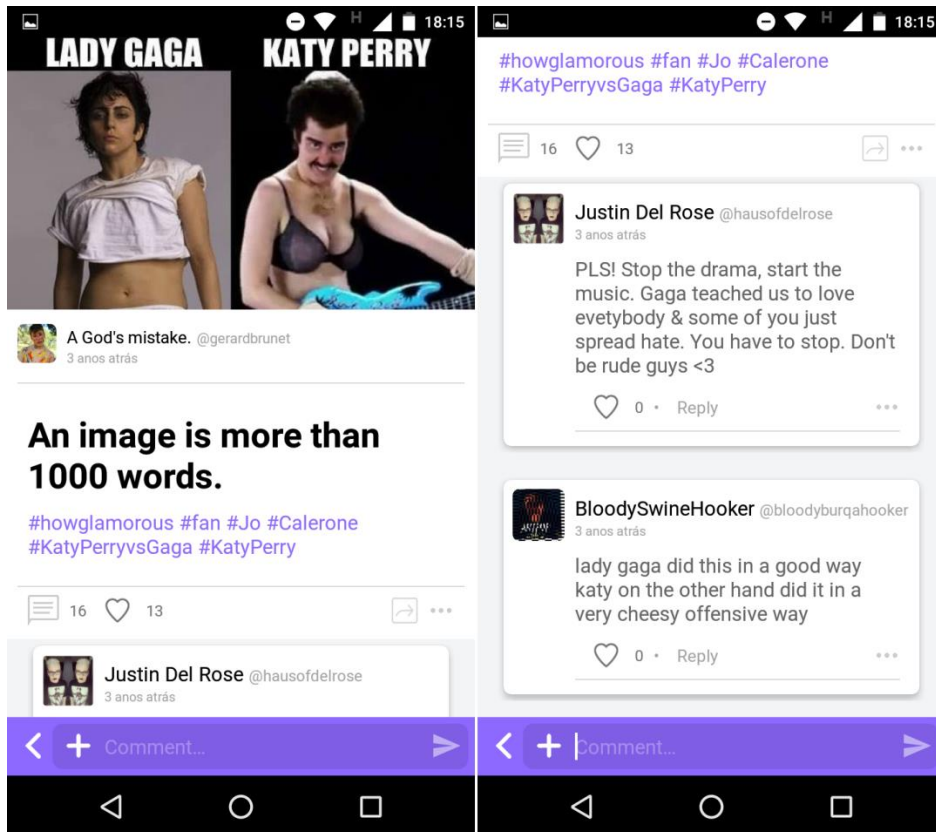 18:15
LADY GAGA KATY PERRY
A God's mistake. @gerardbrunet
3 anos atrás
An image is more than
1000 words.
#howglamorous #fan #Jo #Calerone
#KatyPerryvsGaga #KatyPerry
16 13
Justin Del Rose @hausofdelrose
3 anos atrás
Comment...
H 18:15
#howglamorous #fan #Jo #Calerone
#KatyPerryvsGaga #KatyPerry
16 13
Justin Del Rose @hausofdelrose
3 anos atrás
PLS! Stop the drama, start the
music. Gaga teached us to love
evetybody & some of you just
spread hate. You have to stop. Don't
be rude guys <3
0 • Reply
BloodySwineHooker @bloodyburqahooker
3 anos atrás
lady gaga did this in a good way
katy on the other hand did it in a
very cheesy offensive way
0 • Reply
Comment...